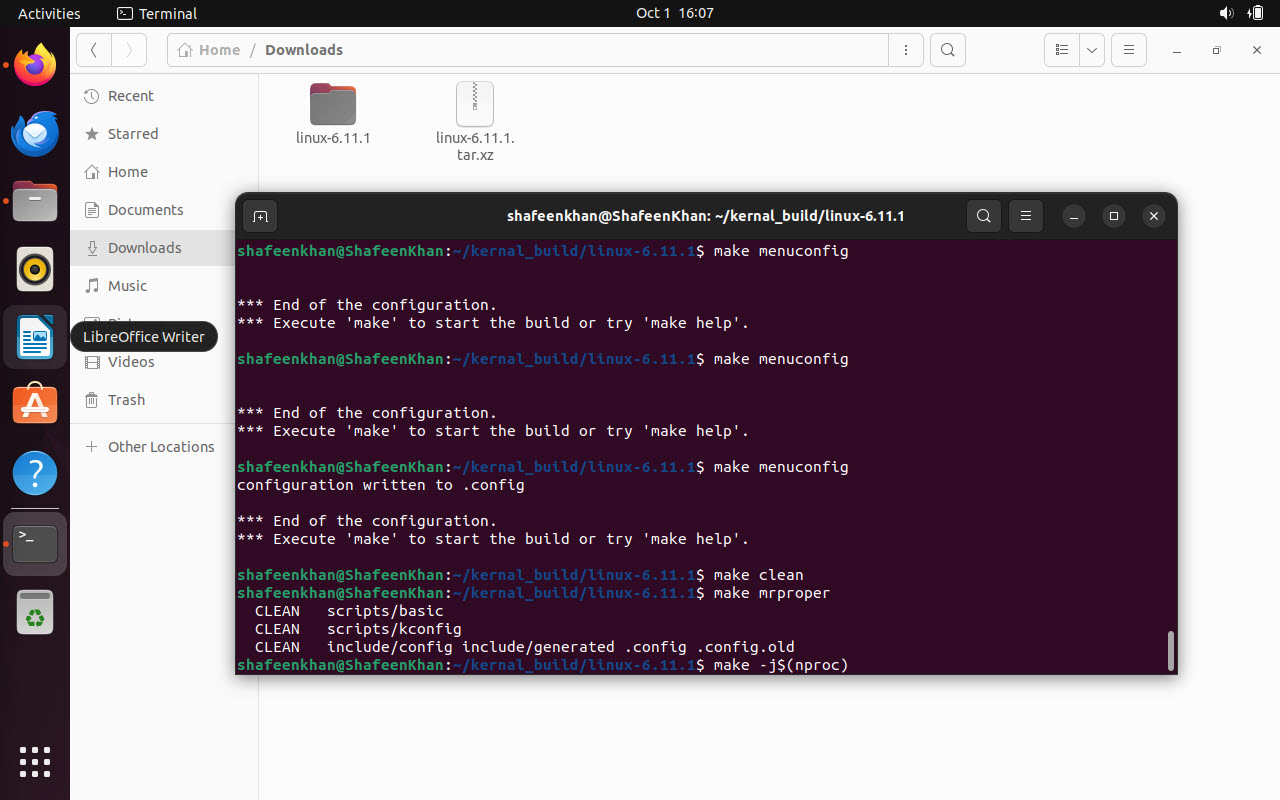 Activities
Terminal
Oct 1 16:07
Home / Downloads
Recent
Starred
Home
Documents
Downloads
Music
LibreOffice Writer
Videos
Trash
Other Locations
linux-6.11.1
linux-6.11.1.
tar.xz
shafeenkhan@ShafeenKhan: ~/kernal_build/linux-6.11.1
shafeenkhan@ShafeenKhan:~/kernal_build/linux-6.11.1$ make menuconfig
*** End of the configuration.
*** Execute 'make' to start the build or try 'make help'.
shafeenkhan@ShafeenKhan:~/kernal_build/linux-6.11.1$ make menuconfig
*** End of the configuration.
*** Execute 'make' to start the build or try 'make help'.
shafeenkhan@ShafeenKhan:~/kernal_build/linux-6.11.1$ make menuconfig
configuration written to .config
*** End of the configuration.
*** Execute 'make' to start the build or try 'make help'.
shafeenkhan@ShafeenKhan:~/kernal_build/linux-6.11.1$ make clean
shafeenkhan@ShafeenKhan:~/kernal_build/linux-6.11.1$ make mrproper
  CLEAN   scripts/basic
  CLEAN   scripts/kconfig
  CLEAN   include/config include/generated .config .config.old
shafeenkhan@ShafeenKhan:~/kernal_build/linux-6.11.1$ make -j$(nproc)